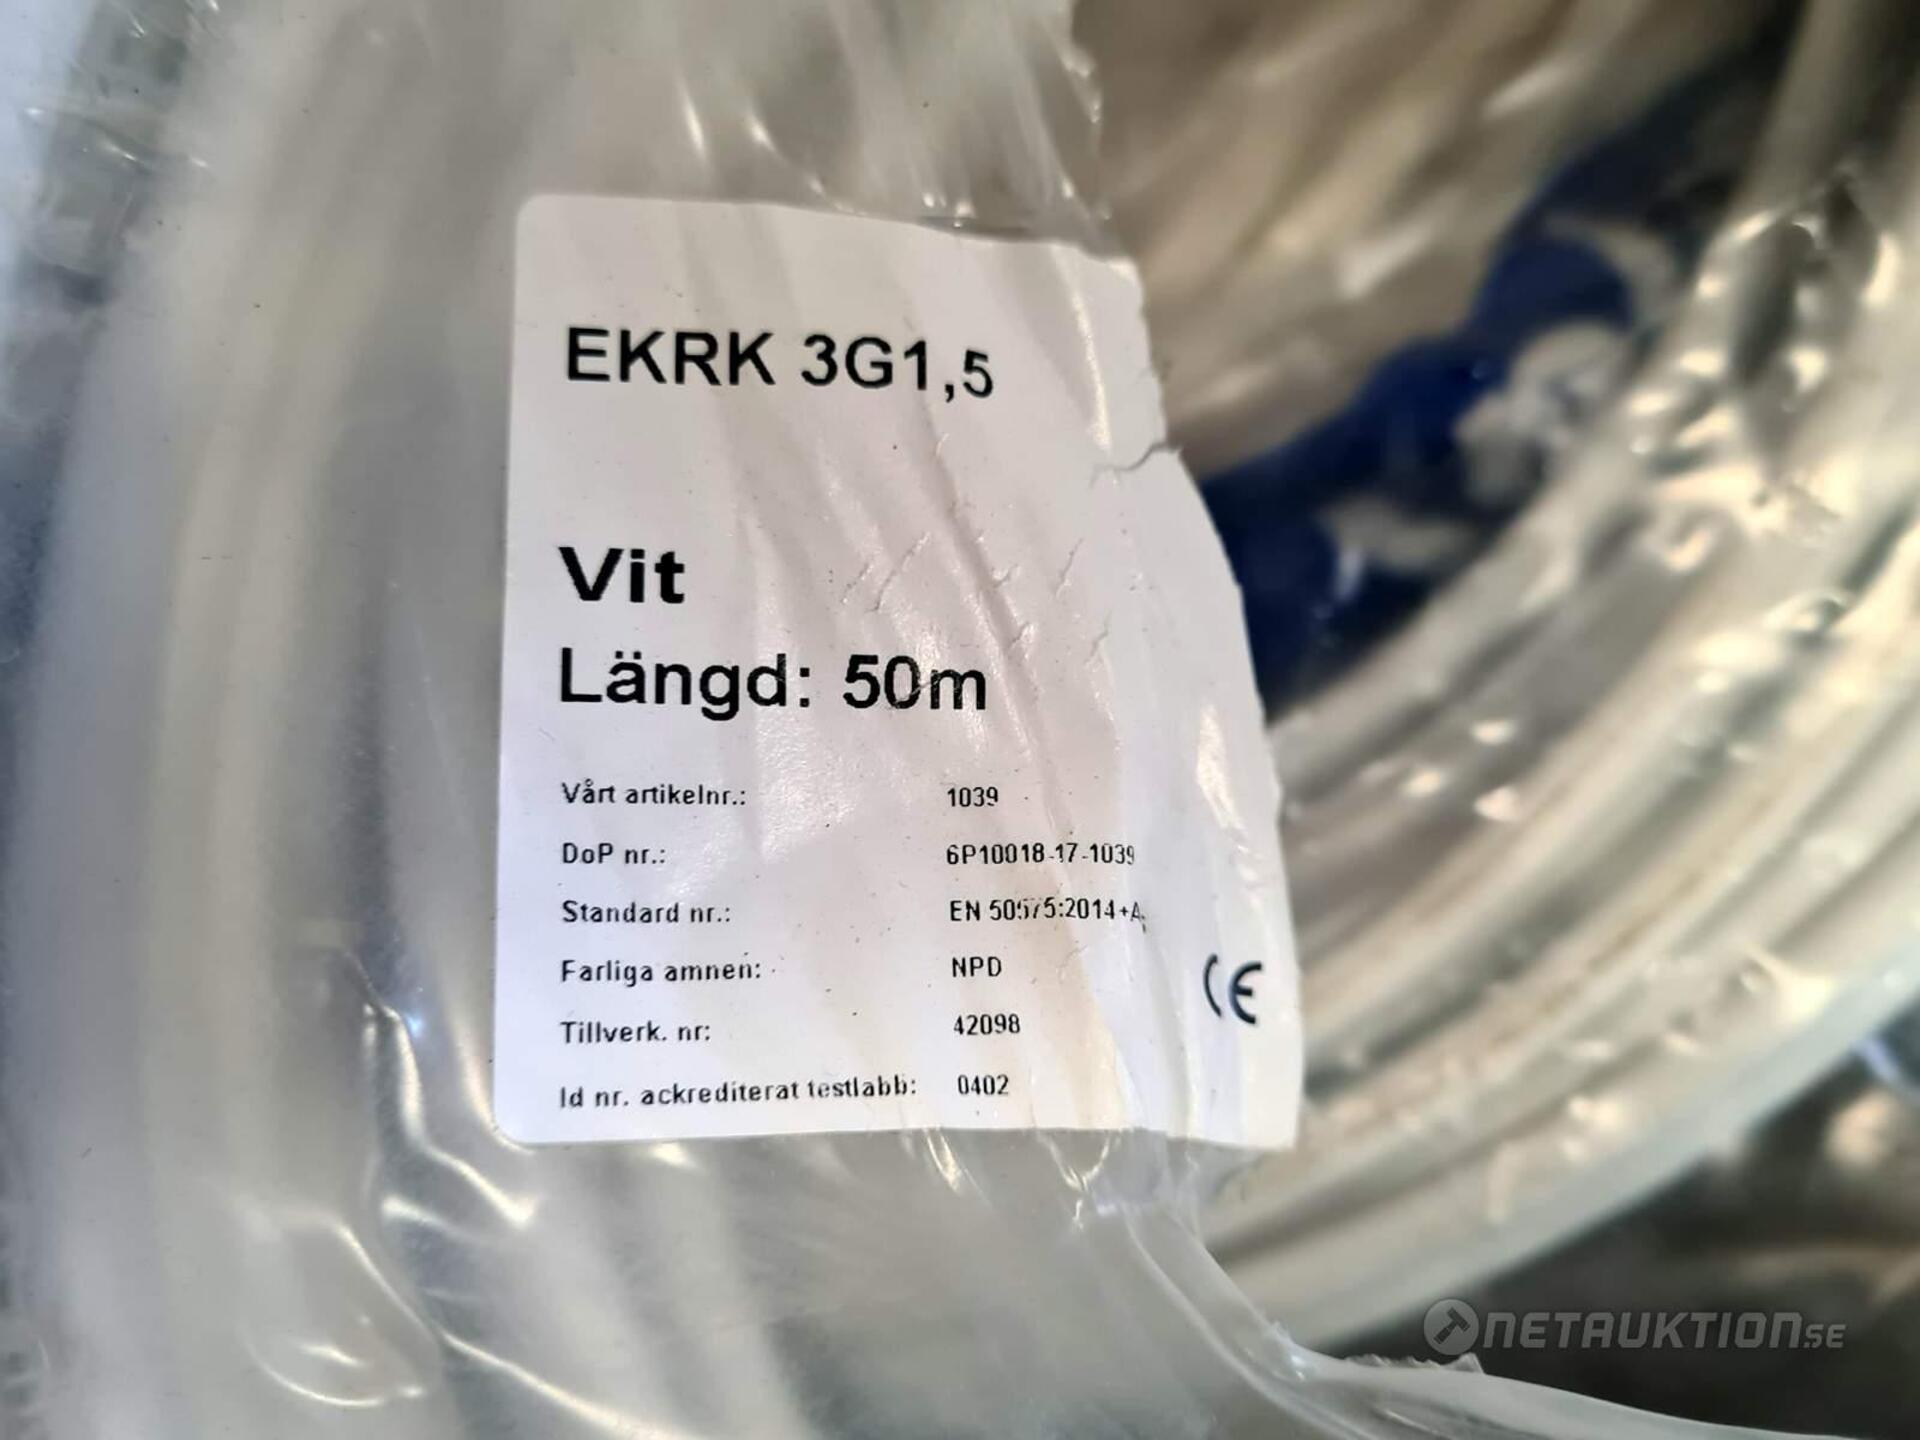 EKRK 3G1,5
Vit
Längd: 50m
Vårt artikelnr.: 1039
DoP nr.: 6P10018-17-1039
Standard nr.: EN 50575:2014+A
Farliga ämnen: NPD
Tillverk. nr: 42098
Id nr. ackrediterat testlabb: 0402
CE
NETAUKTION.SE